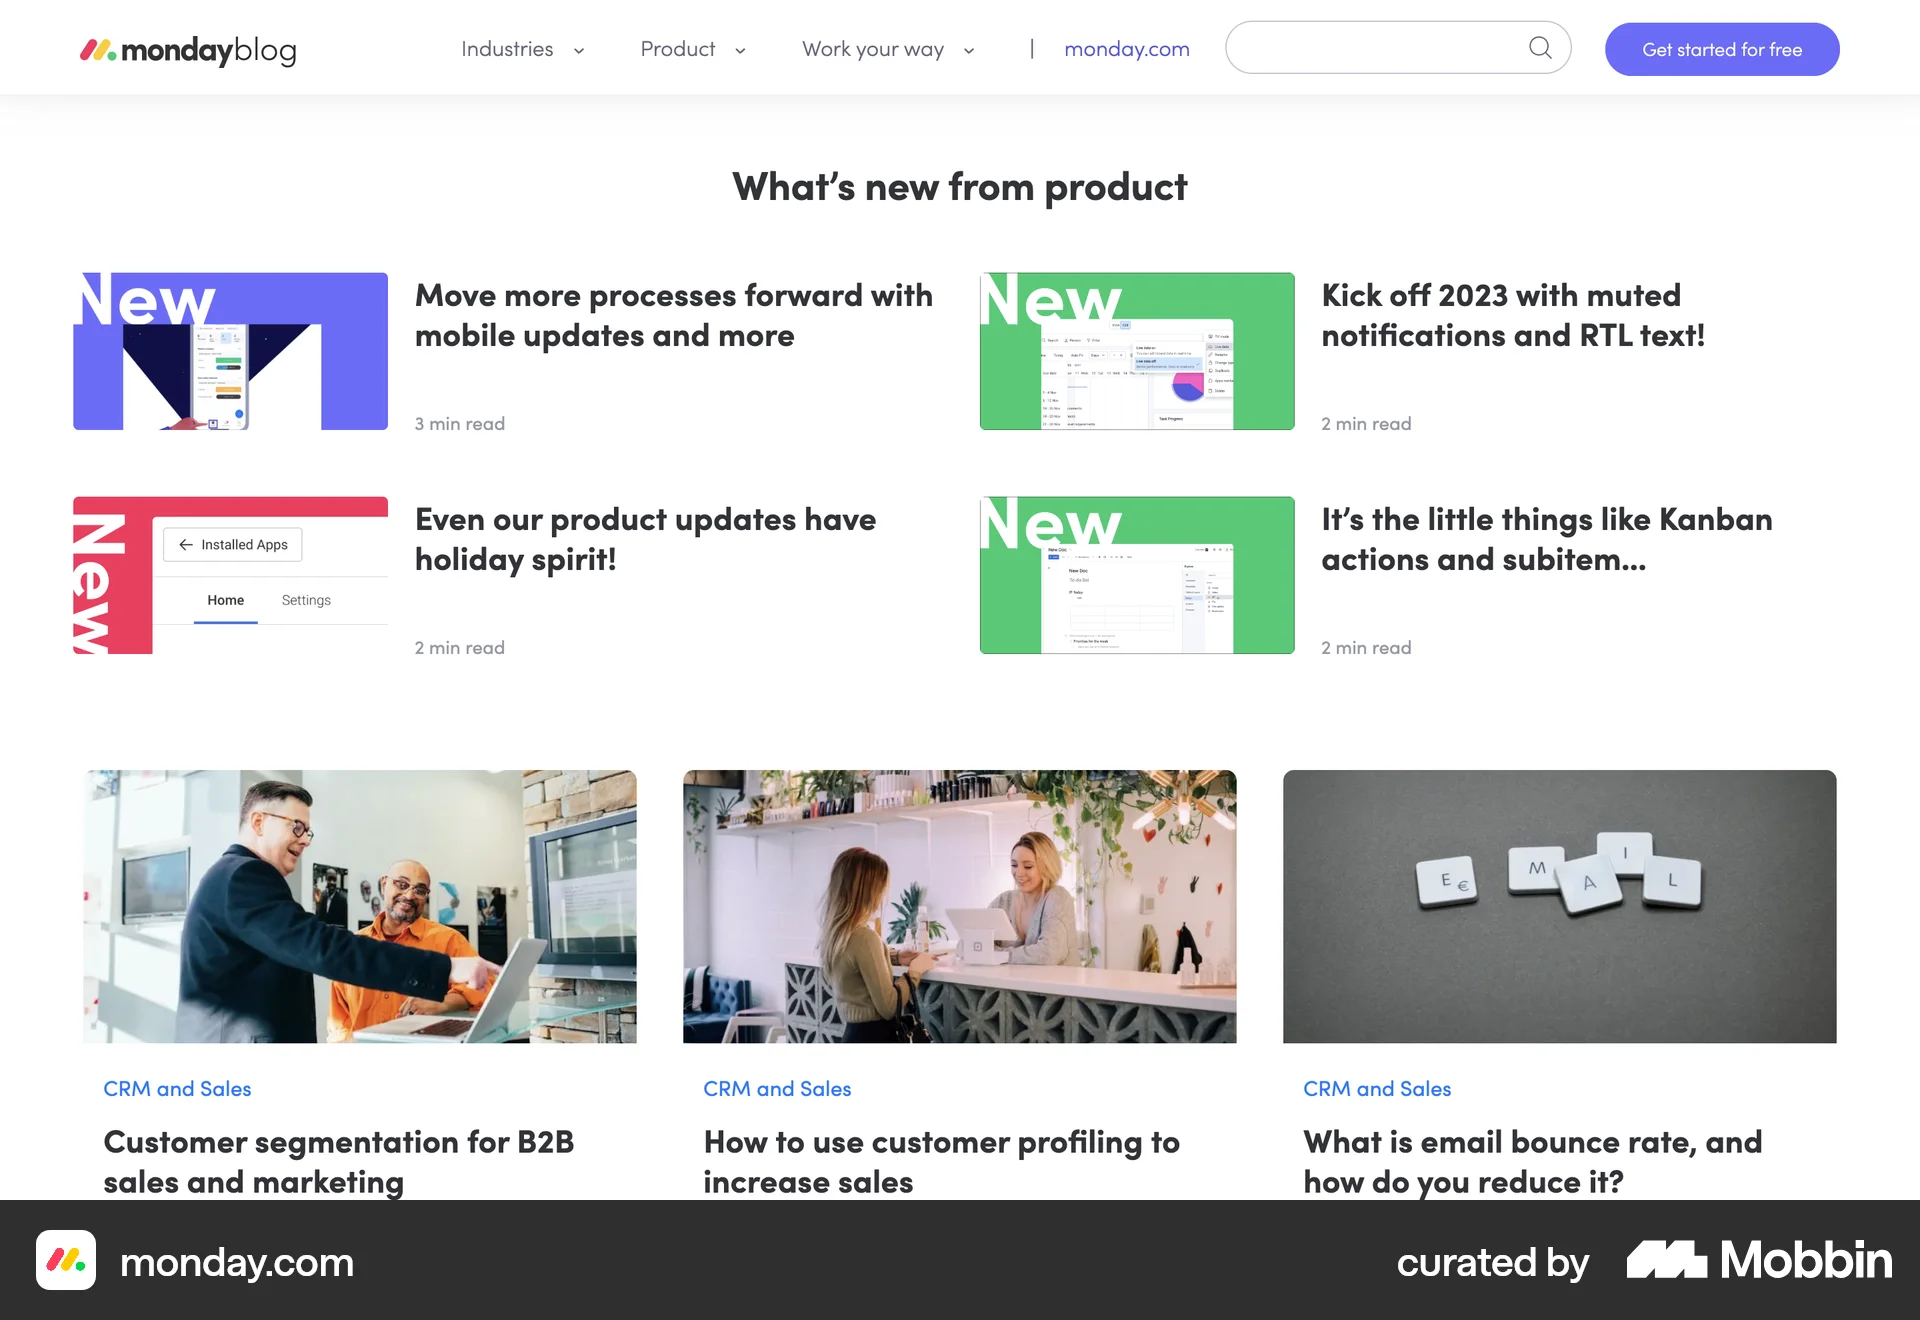 mondayblog
Industries
Product
Work your way
|
monday.com
Get started for free
What’s new from product
New
Move more processes forward with
mobile updates and more
3 min read
New
Kick off 2023 with muted
notifications and RTL text!
2 min read
New
Installed Apps
Home
Settings
Even our product updates have
holiday spirit!
2 min read
New
New Doc
It’s the little things like Kanban
actions and subitem...
2 min read
E €
M
A
I
L
CRM and Sales
Customer segmentation for B2B
sales and marketing
CRM and Sales
How to use customer profiling to
increase sales
CRM and Sales
What is email bounce rate, and
how do you reduce it?
monday.com
curated by
Mobbin